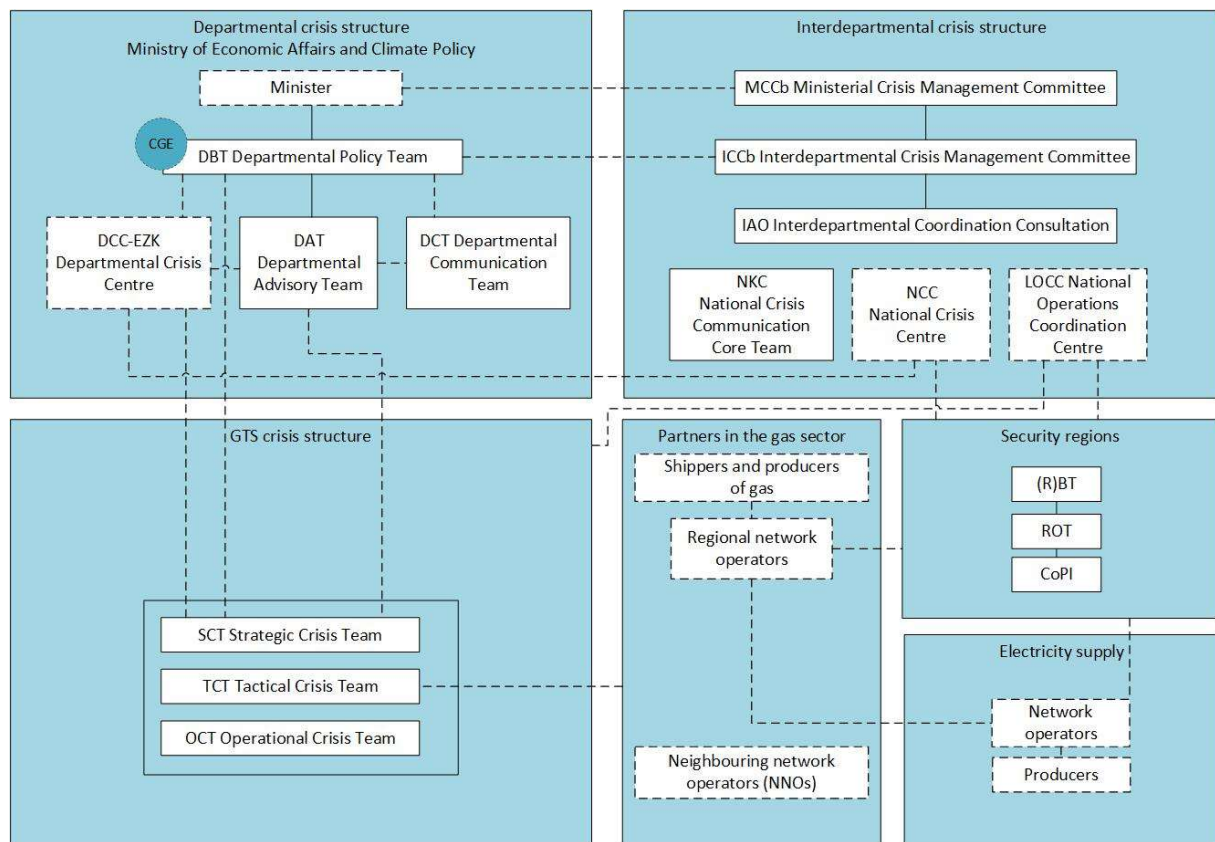 Departmental crisis structure
Ministry of Economic Affairs and Climate Policy
Minister
CGE
DBT Departmental Policy Team
DCC-EZK
Departmental Crisis
Centre
DAT
Departmental
Advisory Team
DCT Departmental
Communication
Team
Interdepartmental crisis structure
MCCb Ministerial Crisis Management Committee
ICCb Interdepartmental Crisis Management Committee
IAO Interdepartmental Coordination Consultation
NKC
National Crisis
Communication
Core Team
NCC
National Crisis
Centre
LOCC National
Operations
Coordination
Centre
GTS crisis structure
SCT Strategic Crisis Team
TCT Tactical Crisis Team
OCT Operational Crisis Team
Partners in the gas sector
Shippers and producers
of gas
Regional network
operators
Neighbouring network
operators (NNOs)
Security regions
(R)BT
ROT
CoPI
Electricity supply
Network
operators
Producers